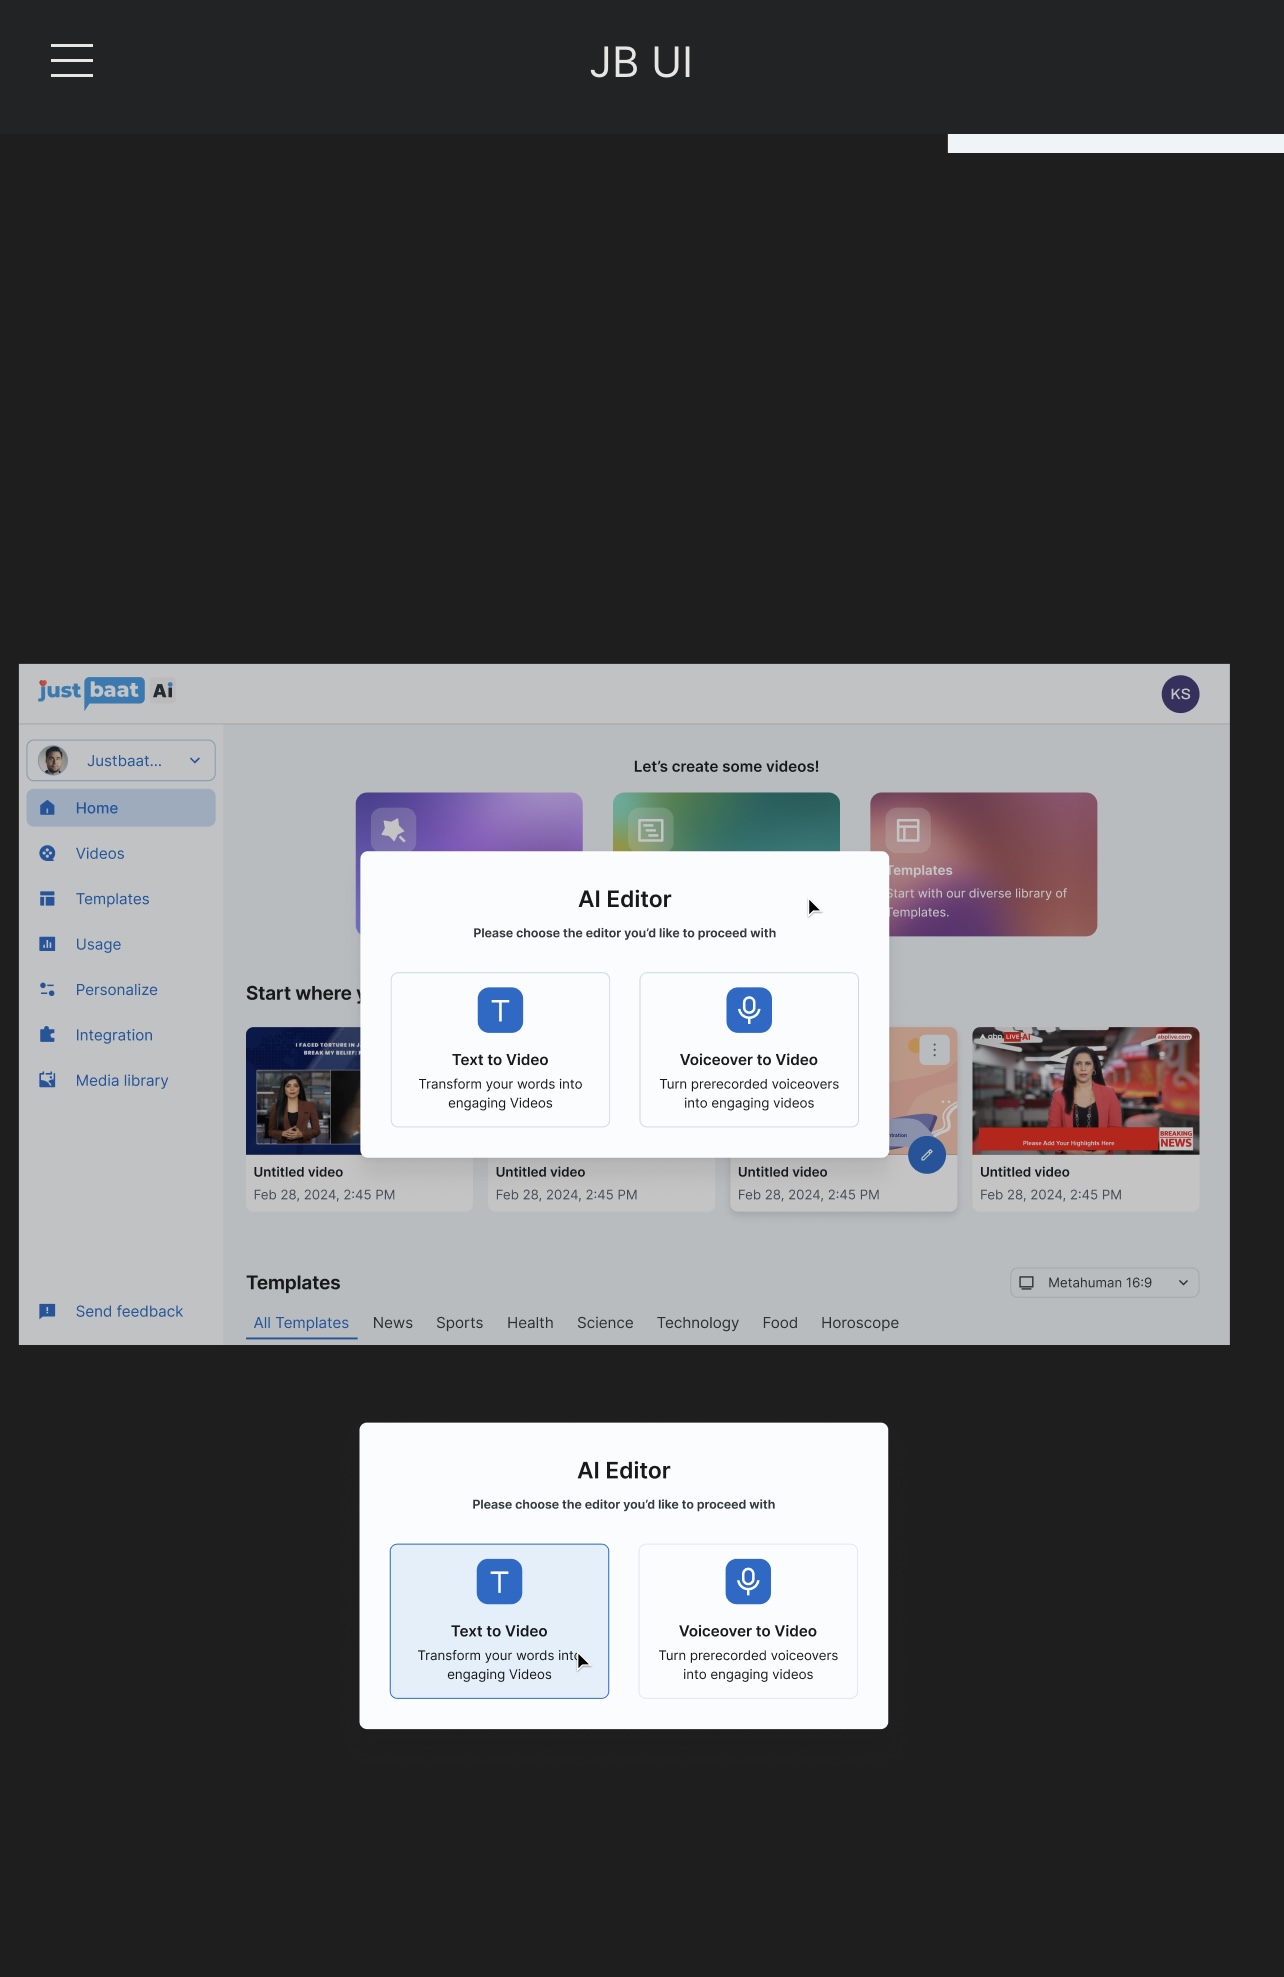 JB UI
just baat Ai
KS
Justbaat...
Home
Videos
Templates
Usage
Personalize
Integration
Media library
Send feedback
Let's create some videos!
Templates
Start with our diverse library of
Templates.
AI Editor
Please choose the editor you'd like to proceed with
T
Text to Video
Transform your words into
engaging Videos
Voiceover to Video
Turn prerecorded voiceovers
into engaging videos
Start where
I FACED TORTURE IN
BREAK MY BELIEF:
LIVE
abplive.com
Please Add Your Highlights Here
BREAKING
NEWS
Untitled video
Feb 28, 2024, 2:45 PM
Untitled video
Feb 28, 2024, 2:45 PM
Untitled video
Feb 28, 2024, 2:45 PM
Untitled video
Feb 28, 2024, 2:45 PM
Templates
Metahuman 16:9
All Templates News Sports Health Science Technology Food Horoscope
AI Editor
Please choose the editor you'd like to proceed with
T
Text to Video
Transform your words into
engaging Videos
Voiceover to Video
Turn prerecorded voiceovers
into engaging videos